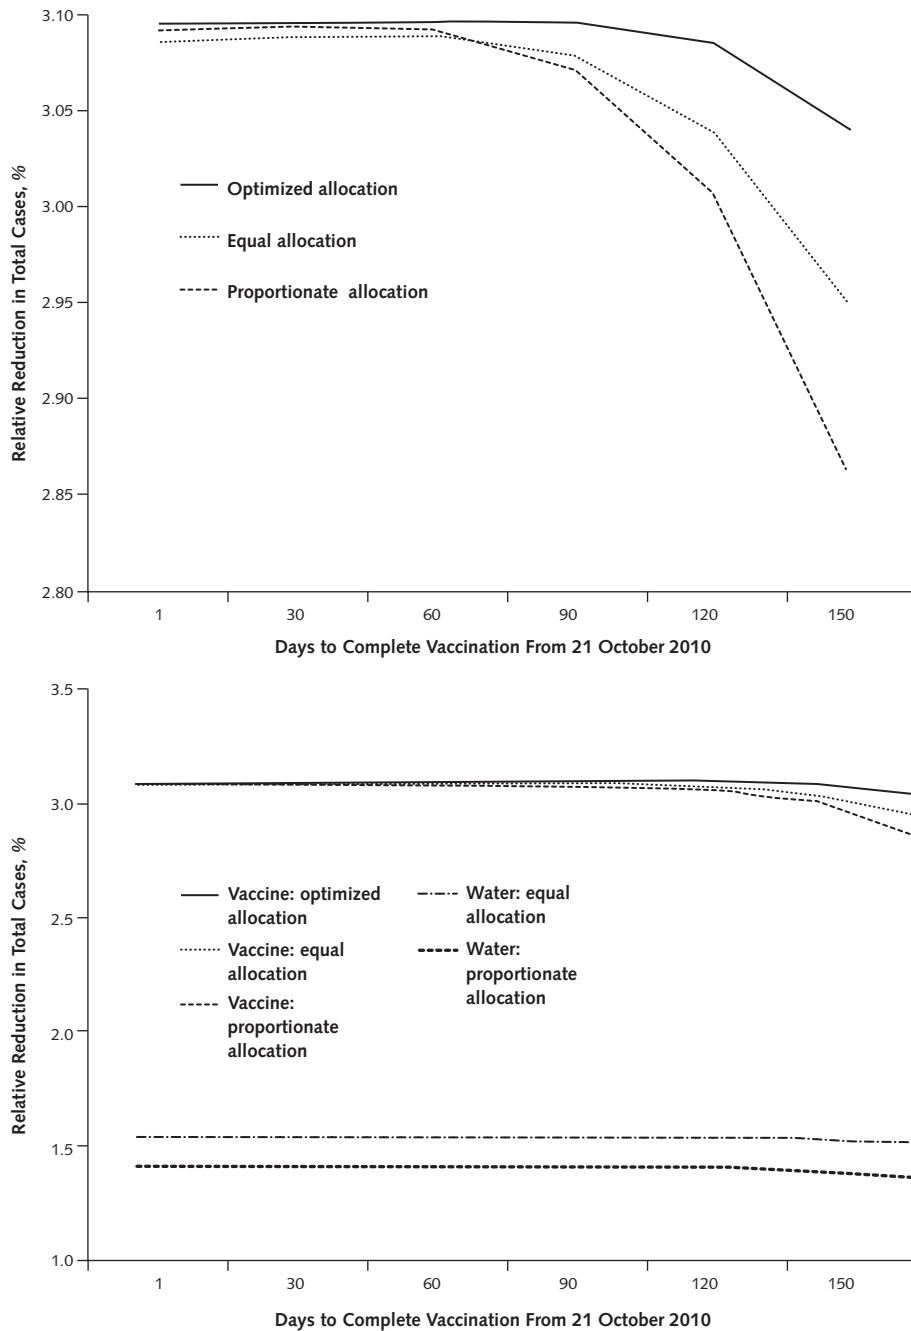 3.10
3.05
3.00
2.95
2.90
2.85
2.80
Relative Reduction in Total Cases, %
Optimized allocation
Equal allocation
Proportionate allocation
1 30 60 90 120 150
Days to Complete Vaccination From 21 October 2010
3.5
3.0
2.5
2.0
1.5
1.0
Relative Reduction in Total Cases, %
Vaccine: optimized
allocation
Vaccine: equal
allocation
Vaccine:
proportionate
allocation
Water: equal
allocation
Water:
proportionate
allocation
1 30 60 90 120 150
Days to Complete Vaccination From 21 October 2010